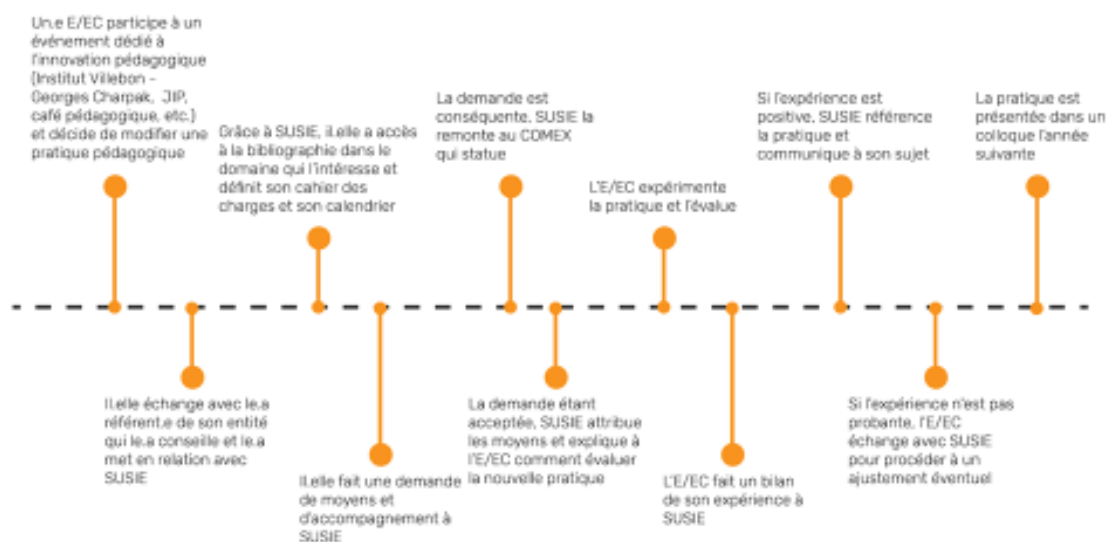 Un.e E/EC participe à un
événement dédié à
l'innovation pédagogique
(Institut Villebon –
Georges Charpak, JIP,
café pédagogique, etc.)
et décide de modifier une
pratique pédagogique
Il.elle échange avec le.a
référent.e de son entité
qui le.a conseille et le.a
met en relation avec
SUSIE
Grâce à SUSIE, il.elle a accès
à la bibliographie dans le
domaine qui l'intéresse et
définit son cahier des
charges et son calendrier
Il.elle fait une demande
de moyens et
d'accompagnement à
SUSIE
La demande est
conséquente, SUSIE la
remonte au COMEX
qui statue
La demande étant
acceptée, SUSIE attribue
les moyens et explique à
l'E/EC comment évaluer
la nouvelle pratique
L'E/EC expérimente
la pratique et l'évalue
L'E/EC fait un bilan
de son expérience à
SUSIE
Si l'expérience est
positive, SUSIE référence
la pratique et
communique à son sujet
Si l'expérience n'est pas
probante, l'E/EC
échange avec SUSIE
pour procéder à un
ajustement éventuel
La pratique est
présentée dans un
colloque l'année
suivante